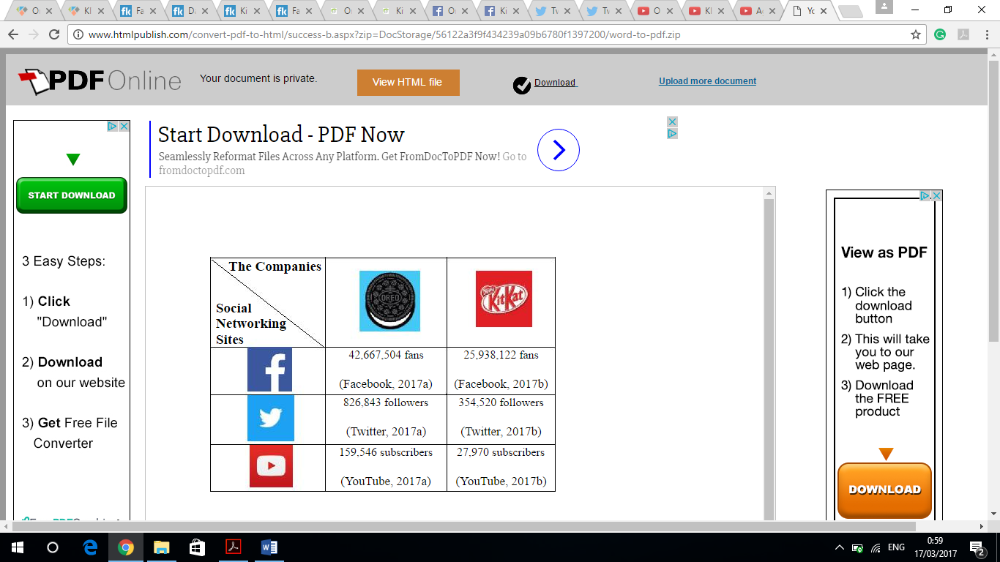 O
Kl
Fa
Da
Ki
Fa
O
Ki
O
Ki
Tv
Tv
O
Kl
A
Yo
www.htmlpublish.com/convert-pdf-to-html/success-b.aspx?zip=DocStorage/56122a3f9f434239a09b6780f1397200/word-to-pdf.zip
PDF Online
Your document is private.
View HTML file
Download
Upload more document
START DOWNLOAD
3 Easy Steps:
1) Click
"Download"
2) Download
on our website
3) Get Free File
Converter
Start Download - PDF Now
Seamlessly Reformat Files Across Any Platform. Get FromDocToPDF Now! Go to
fromdoctopdf.com
The Companies
Social
Networking
Sites
OREO
Nestle
KitKat
42,667,504 fans
25,938,122 fans
(Facebook, 2017a)
(Facebook, 2017b)
826,843 followers
354,520 followers
(Twitter, 2017a)
(Twitter, 2017b)
159,546 subscribers
27,970 subscribers
(YouTube, 2017a)
(YouTube, 2017b)
View as PDF
1) Click the
download
button
2) This will take
you to our
web page.
3) Download
the FREE
product
DOWNLOAD
ENG
0:59
17/03/2017
2